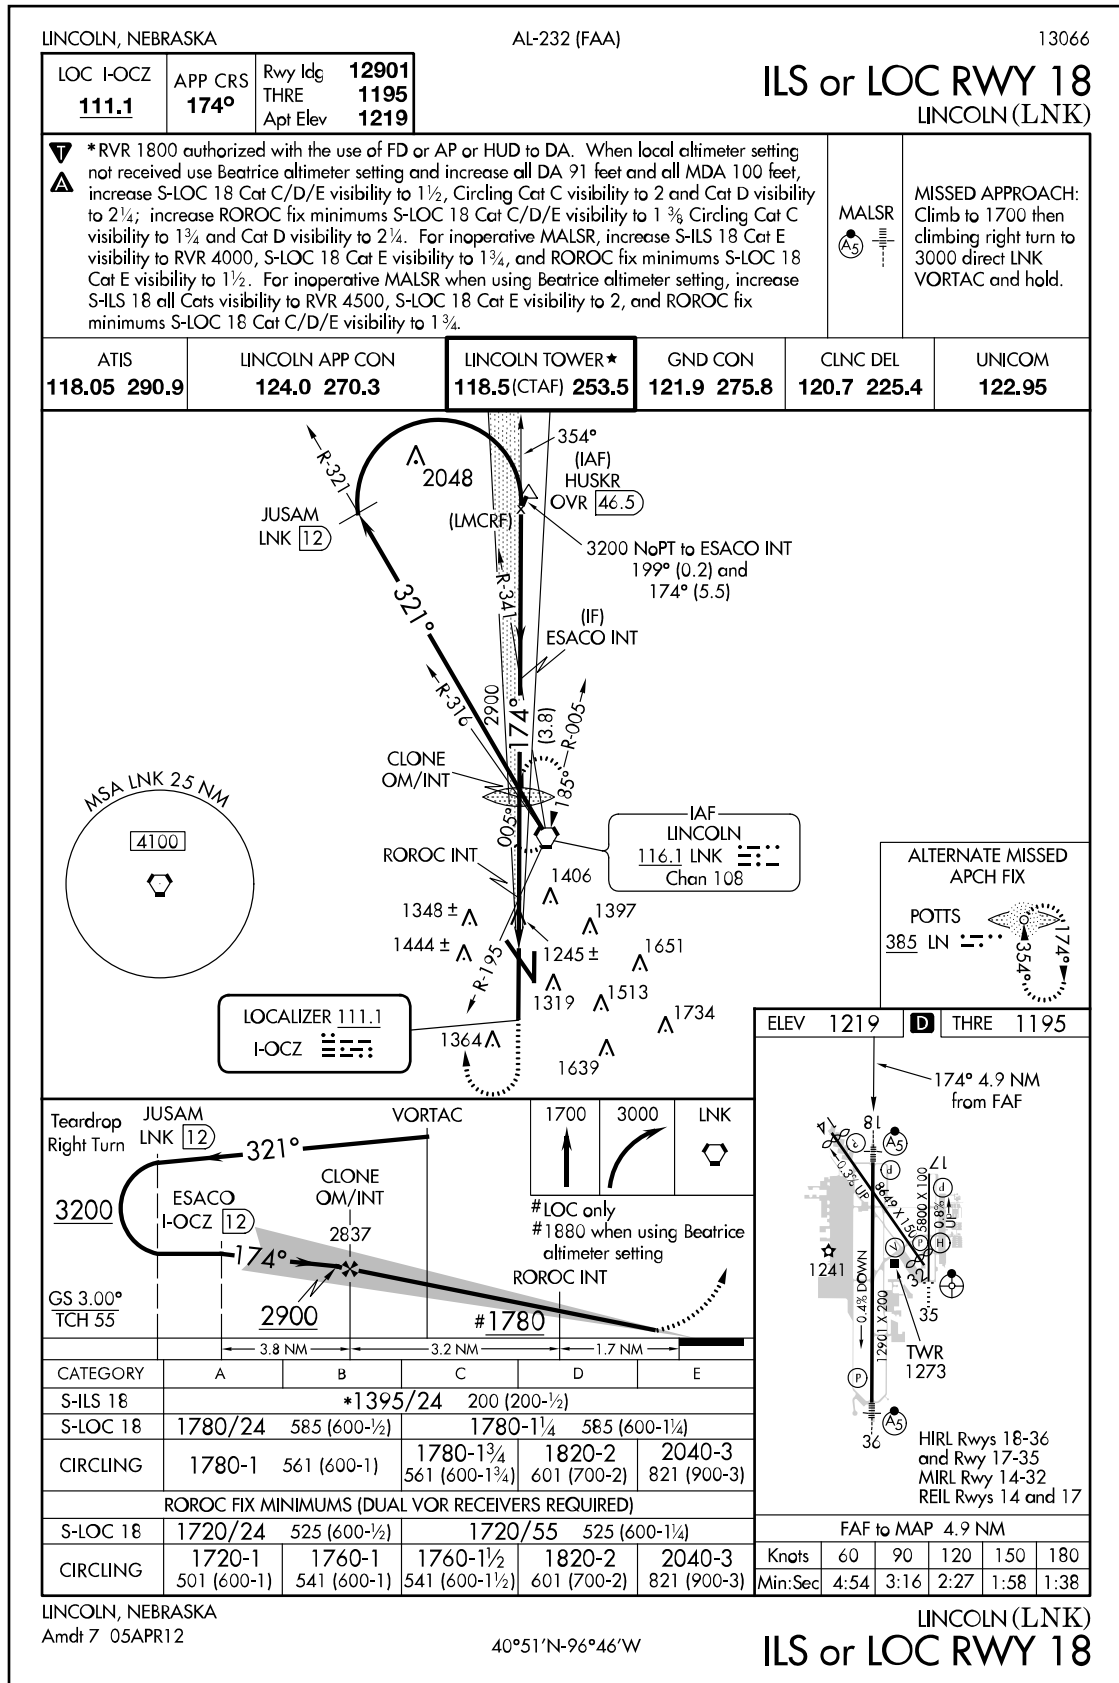 LINCOLN, NEBRASKA
AL-232 (FAA)
13066
LOC I-OCZ
111.1
APP CRS
174°
Rwy ldg 12901
THRE 1195
Apt Elev 1219
ILS or LOC RWY 18
LINCOLN (LNK)
T
A
*RVR 1800 authorized with the use of FD or AP or HUD to DA. When local altimeter setting
not received use Beatrice altimeter setting and increase all DA 91 feet and all MDA 100 feet,
increase S-LOC 18 Cat C/D/E visibility to 1½, Circling Cat C visibility to 2 and Cat D visibility
to 2¼; increase ROROC fix minimums S-LOC 18 Cat C/D/E visibility to 1 ⅜ Circling Cat C
visibility to 1¾ and Cat D visibility to 2¼. For inoperative MALSR, increase S-ILS 18 Cat E
visibility to RVR 4000, S-LOC 18 Cat E visibility to 1¾, and ROROC fix minimums S-LOC 18
Cat E visibility to 1½. For inoperative MALSR when using Beatrice altimeter setting, increase
S-ILS 18 all Cats visibility to RVR 4500, S-LOC 18 Cat E visibility to 2, and ROROC fix
minimums S-LOC 18 Cat C/D/E visibility to 1¾.
MALSR
A5
MISSED APPROACH:
Climb to 1700 then
climbing right turn to
3000 direct LNK
VORTAC and hold.
ATIS
118.05 290.9
LINCOLN APP CON
124.0 270.3
LINCOLN TOWER★
118.5 (CTAF) 253.5
GND CON
121.9 275.8
CLNC DEL
120.7 225.4
UNICOM
122.95
354°
(IAF)
HUSKR
OVR 46.5
R-321
2048
JUSAM
LNK 12
(LMCRF)
3200 NoPT to ESACO INT
199° (0.2) and
174° (5.5)
R-341
321°
(IF)
ESACO INT
R-316
2900
174°
(3.8)
R-005
CLONE
OM/INT
185°
005°
MSA LNK 25 NM
4100
IAF
LINCOLN
116.1 LNK
Chan 108
ROROC INT
1406
1348 ±
1397
1444 ±
1245 ±
1651
R-195
1319
1513
1734
1364
1639
LOCALIZER 111.1
I-OCZ
ALTERNATE MISSED
APCH FIX
POTTS
385 LN
354°
174°
ELEV 1219
D
THRE 1195
174° 4.9 NM
from FAF
14
18
A5
17
P
P
P
0.3% UP
8649 X 150
5800 X 100
0.8% UP
V
P
H
1241
32
35
0.4% DOWN
12901 X 200
TWR
1273
P
A5
36
HIRL Rwys 18-36
and Rwy 17-35
MIRL Rwy 14-32
REIL Rwys 14 and 17
Teardrop
Right Turn
JUSAM
LNK 12
VORTAC
321°
3200
ESACO
I-OCZ 12
CLONE
OM/INT
2837
174°
2900
GS 3.00°
TCH 55
1700
3000
LNK
#LOC only
#1880 when using Beatrice
altimeter setting
ROROC INT
#1780
3.8 NM
3.2 NM
1.7 NM
CATEGORY A B C D E
S-ILS 18 *1395/24 200 (200-½)
S-LOC 18 1780/24 585 (600-½) 1780-1¼ 585 (600-1¼)
CIRCLING 1780-1 561 (600-1) 1780-1¾ 561 (600-1¾) 1820-2 601 (700-2) 2040-3 821 (900-3)
ROROC FIX MINIMUMS (DUAL VOR RECEIVERS REQUIRED)
S-LOC 18 1720/24 525 (600-½) 1720/55 525 (600-1¼)
CIRCLING 1720-1 501 (600-1) 1760-1 541 (600-1) 1760-1½ 541 (600-1½) 1820-2 601 (700-2) 2040-3 821 (900-3)
FAF to MAP 4.9 NM
Knots 60 90 120 150 180
Min:Sec 4:54 3:16 2:27 1:58 1:38
LINCOLN, NEBRASKA
Amdt 7 05APR12
40°51'N-96°46'W
LINCOLN (LNK)
ILS or LOC RWY 18